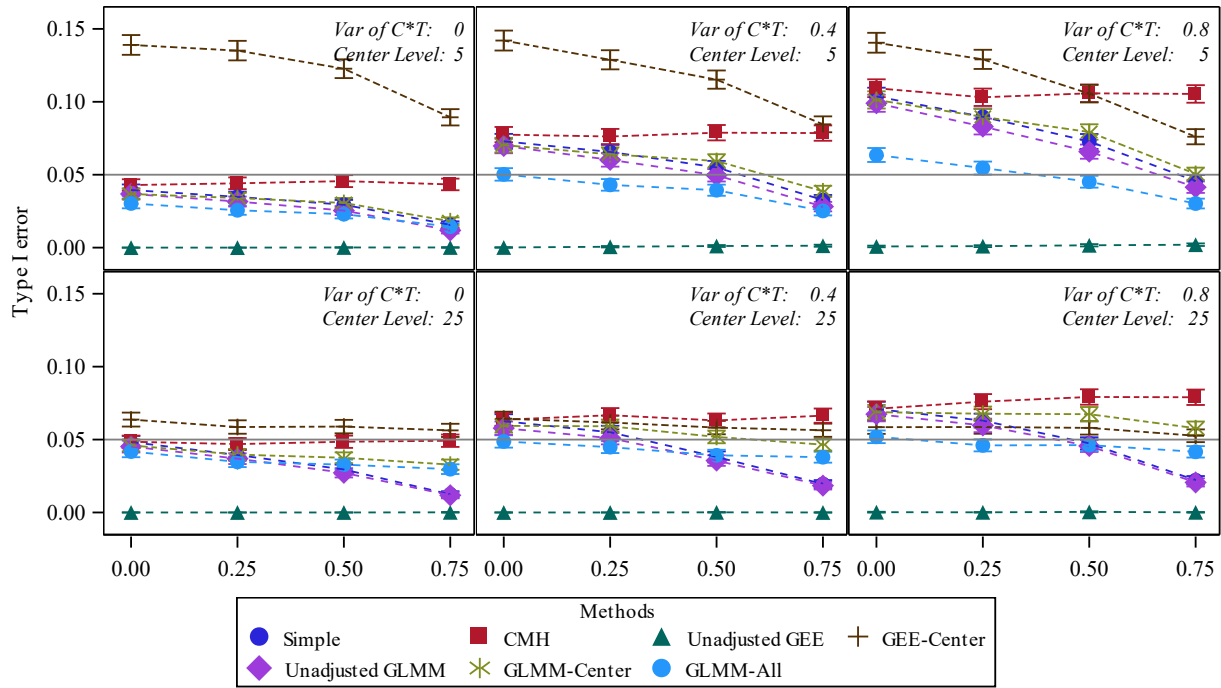 0.15
0.10
0.05
0.00
Var of C*T: 0
Center Level: 5
Var of C*T: 0.4
Center Level: 5
Var of C*T: 0.8
Center Level: 5
Type I error
0.15
0.10
0.05
0.00
Var of C*T: 0
Center Level: 25
Var of C*T: 0.4
Center Level: 25
Var of C*T: 0.8
Center Level: 25
0.00 0.25 0.50 0.75 0.00 0.25 0.50 0.75 0.00 0.25 0.50 0.75
Methods
Simple CMH Unadjusted GEE GEE-Center
Unadjusted GLMM GLMM-Center GLMM-All